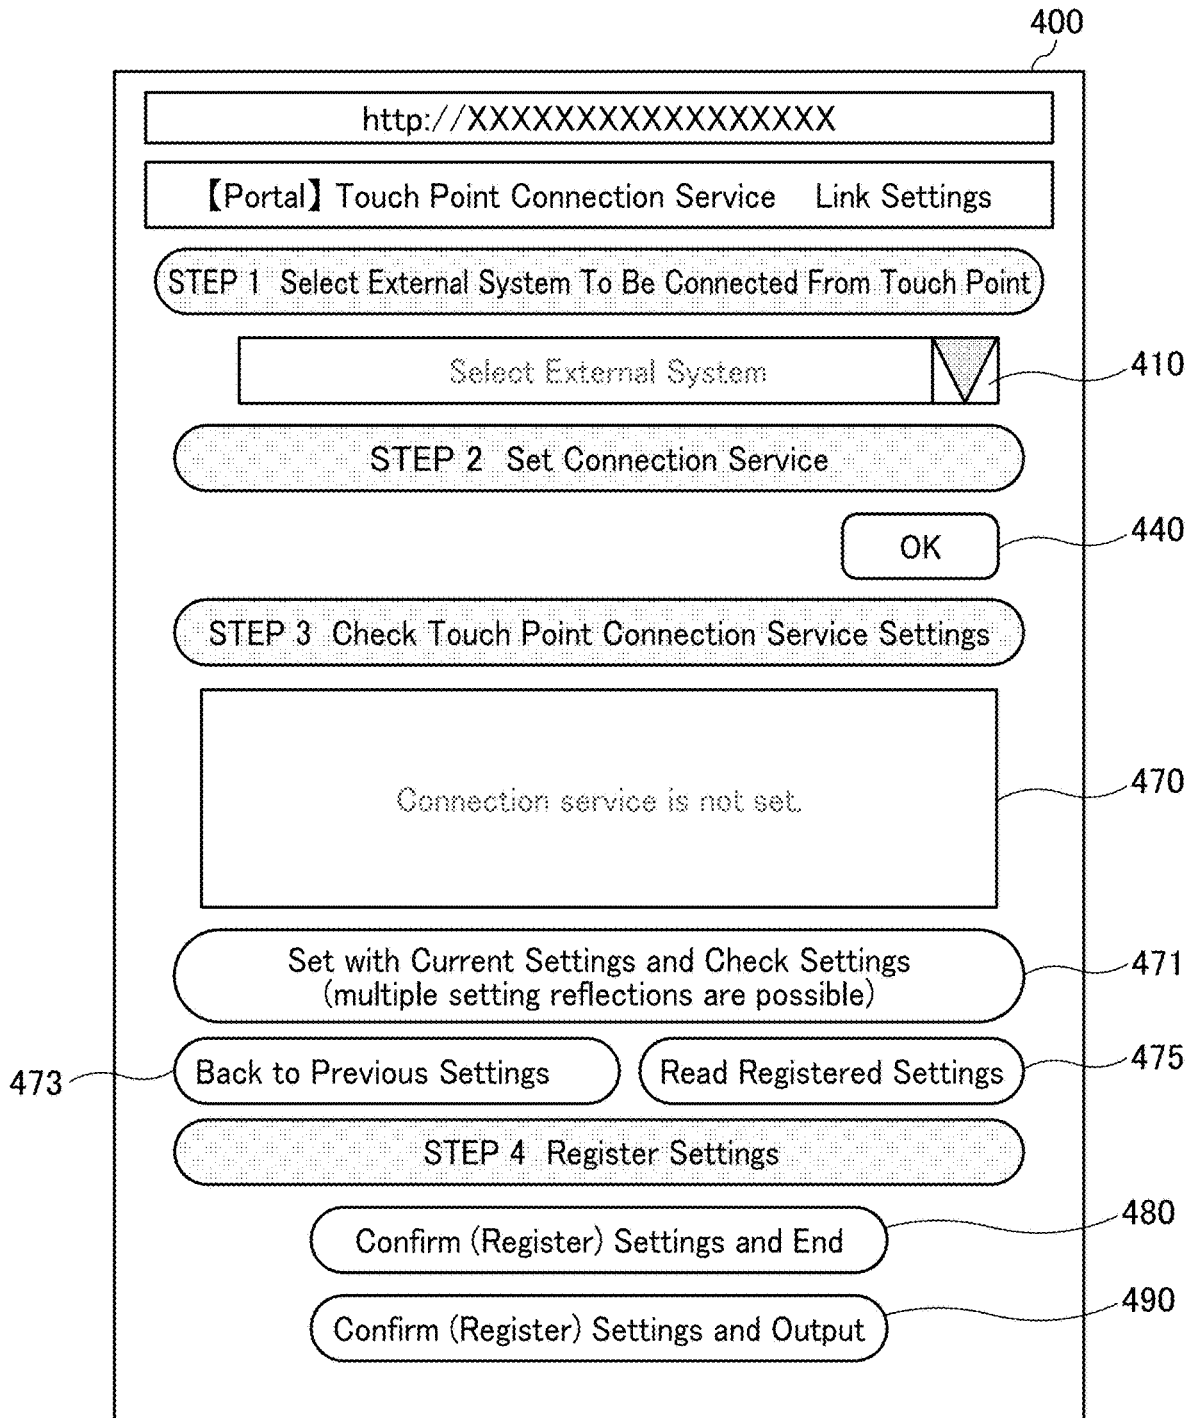 400
http://XXXXXXXXXXXXXXXXX
【Portal】 Touch Point Connection Service Link Settings
STEP 1 Select External System To Be Connected From Touch Point
Select External System
410
STEP 2 Set Connection Service
OK
440
STEP 3 Check Touch Point Connection Service Settings
Connection service is not set.
470
Set with Current Settings and Check Settings
(multiple setting reflections are possible)
471
473
Back to Previous Settings
Read Registered Settings
475
STEP 4 Register Settings
Confirm (Register) Settings and End
480
Confirm (Register) Settings and Output
490